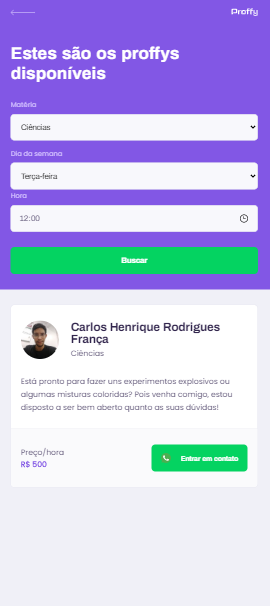 Proffy
Estes são os proffys
disponíveis
Matéria
Ciências
Dia da semana
Terça-feira
Hora
12:00
Buscar
Carlos Henrique Rodrigues
França
Ciências
Está pronto para fazer uns experimentos explosivos ou
algumas misturas coloridas? Pois venha comigo, estou
disposto a ser bem aberto quanto as suas dúvidas!
Preço/hora
R$ 500
Entrar em contato